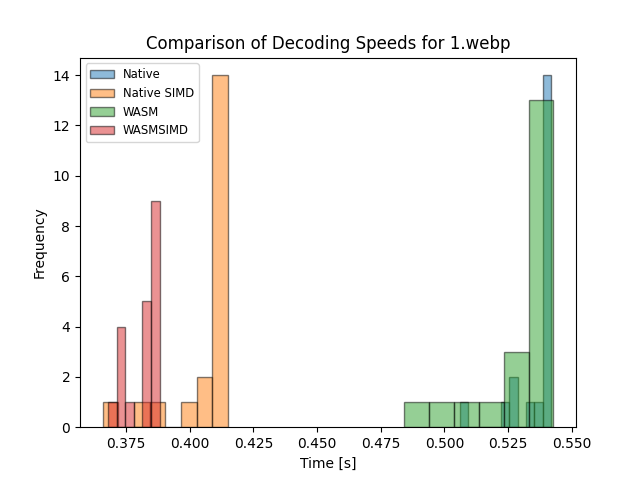 Comparison of Decoding Speeds for 1.webp
Native
Native SIMD
WASM
WASMSIMD
Frequency
14
12
10
8
6
4
2
0
0.375 0.400 0.425 0.450 0.475 0.500 0.525 0.550
Time [s]